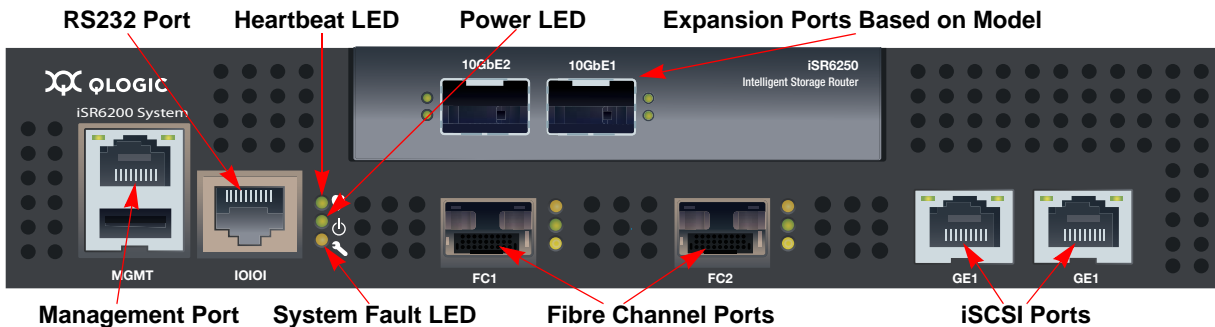 RS232 Port Heartbeat LED Power LED Expansion Ports Based on Model
10GbE2 10GbE1 iSR6250
Intelligent Storage Router
QLOGIC
iSR6200 System
MGMT IOIOI FC1 FC2 GE1 GE1
Management Port System Fault LED Fibre Channel Ports iSCSI Ports